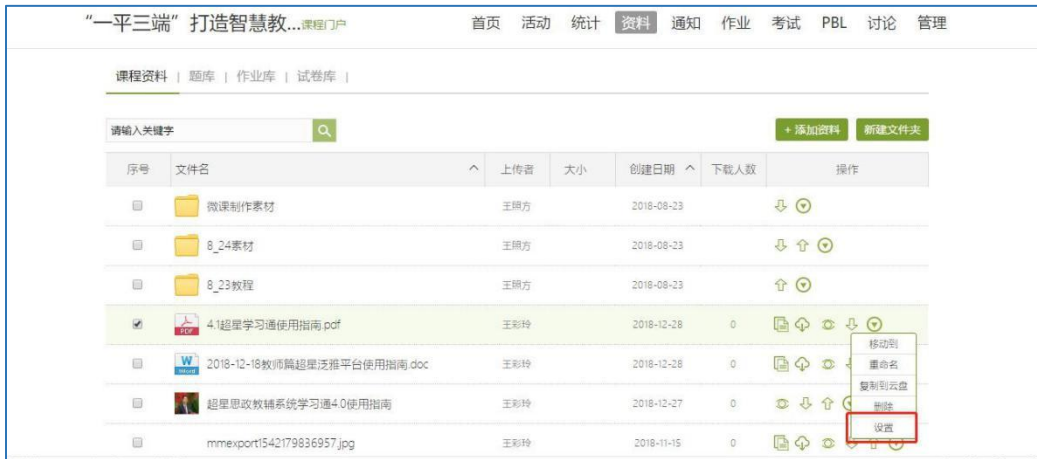 “一平三端”打造智慧教...课程门户 首页 活动 统计 资料 通知 作业 考试 PBL 讨论 管理
课程资料 | 题库 | 作业库 | 试卷库 |
请输入关键字 +添加资料 新建文件夹
序号 文件名 上传者 大小 创建日期 下载人数 操作
微课制作素材 王照方 2018-08-23
8_24素材 王照方 2018-08-23
8_23教程 王照方 2018-08-23
PDF 4.1超星学习通使用指南.pdf 王彩玲 2018-12-28 0
移动到
W Word 2018-12-18教师篇超星泛雅平台使用指南.doc 王彩玲 2018-12-28 0 重命名
复制到云盘
超星思政教辅系统学习通4.0使用指南 王彩玲 2018-12-27 0 删除
设置
mmexport1542179836957.jpg 王彩玲 2018-11-15 0